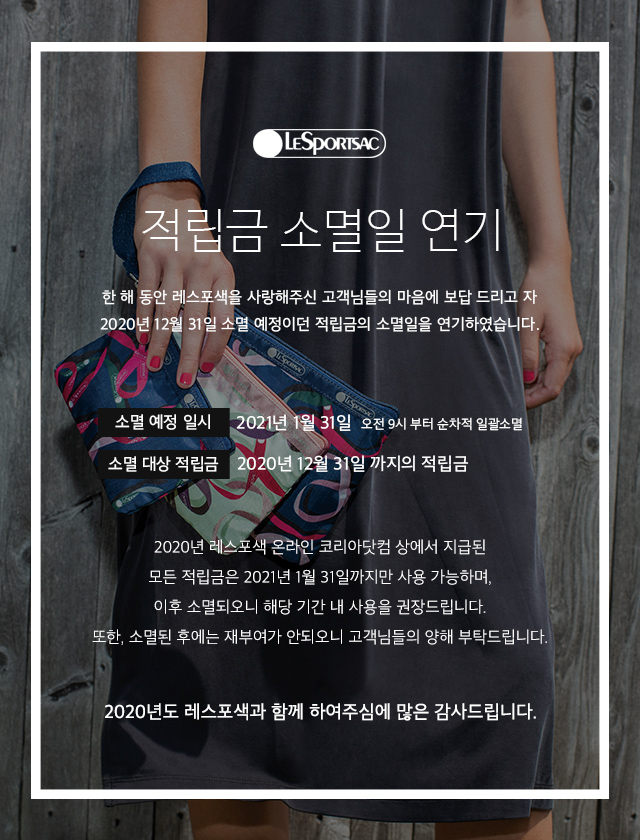 LESPORTSAC
적립금 소멸일 연기
한 해 동안 레스포색을 사랑해주신 고객님들의 마음에 보답 드리고 자
2020년 12월 31일 소멸 예정이던 적립금의 소멸일을 연기하였습니다.
소멸 예정 일시 2021년 1월 31일 오전 9시 부터 순차적 일괄소멸
소멸 대상 적립금 2020년 12월 31일 까지의 적립금
2020년 레스포색 온라인 코리아닷컴 상에서 지급된
모든 적립금은 2021년 1월 31일까지만 사용 가능하며,
이후 소멸되오니 해당 기간 내 사용을 권장드립니다.
또한, 소멸된 후에는 재부여가 안되오니 고객님들의 양해 부탁드립니다.
2020년도 레스포색과 함께 하여주심에 많은 감사드립니다.